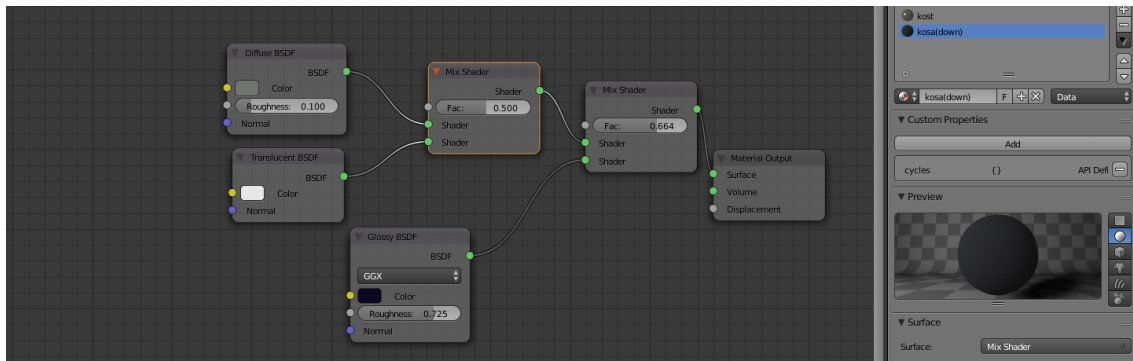 Diffuse BSDF
BSDF
Color
Roughness: 0.100
Normal
Translucent BSDF
BSDF
Color
Normal
Glossy BSDF
BSDF
GGX
Color
Roughness: 0.725
Normal
Mix Shader
Shader
Fac: 0.500
Shader
Shader
Mix Shader
Shader
Fac: 0.664
Shader
Shader
Material Output
Surface
Volume
Displacement
kost
kosa(down)
kosa(down) F Data
Custom Properties
Add
cycles {} API Defi
Preview
Surface
Surface: Mix Shader